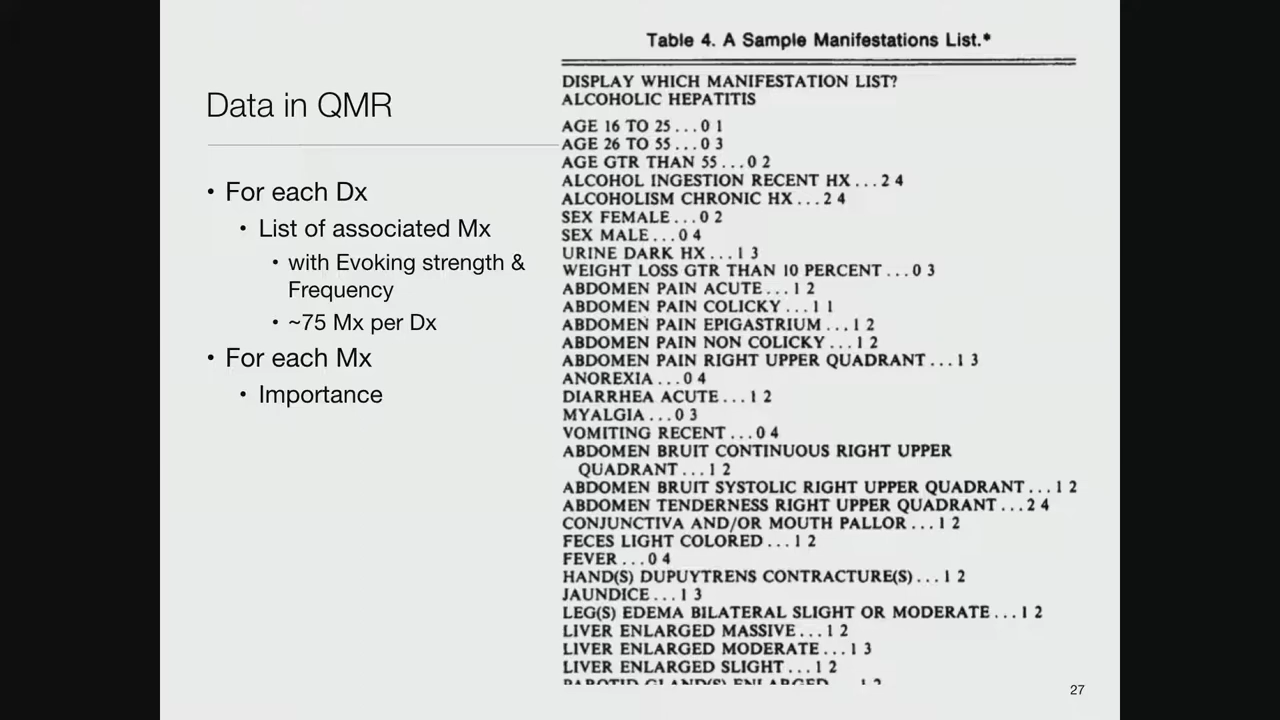 Data in QMR
• For each Dx
• List of associated Mx
• with Evoking strength &
Frequency
• ~75 Mx per Dx
• For each Mx
• Importance
Table 4. A Sample Manifestations List.*
DISPLAY WHICH MANIFESTATION LIST?
ALCOHOLIC HEPATITIS
AGE 16 TO 25...0 1
AGE 26 TO 55...0 3
AGE GTR THAN 55...0 2
ALCOHOL INGESTION RECENT HX...2 4
ALCOHOLISM CHRONIC HX...2 4
SEX FEMALE...0 2
SEX MALE...0 4
URINE DARK HX...1 3
WEIGHT LOSS GTR THAN 10 PERCENT...0 3
ABDOMEN PAIN ACUTE...1 2
ABDOMEN PAIN COLICKY...1 1
ABDOMEN PAIN EPIGASTRIUM...1 2
ABDOMEN PAIN NON COLICKY...1 2
ABDOMEN PAIN RIGHT UPPER QUADRANT...1 3
ANOREXIA...0 4
DIARRHEA ACUTE...1 2
MYALGIA...0 3
VOMITING RECENT...0 4
ABDOMEN BRUIT CONTINUOUS RIGHT UPPER
QUADRANT...1 2
ABDOMEN BRUIT SYSTOLIC RIGHT UPPER QUADRANT...1 2
ABDOMEN TENDERNESS RIGHT UPPER QUADRANT...2 4
CONJUNCTIVA AND/OR MOUTH PALLOR...1 2
FECES LIGHT COLORED...1 2
FEVER...0 4
HAND(S) DUPUYTRENS CONTRACTURE(S)...1 2
JAUNDICE...1 3
LEG(S) EDEMA BILATERAL SLIGHT OR MODERATE...1 2
LIVER ENLARGED MASSIVE...1 2
LIVER ENLARGED MODERATE...1 3
LIVER ENLARGED SLIGHT...1 2
PAROTID GLAND(S) ENLARGED...1 2
27